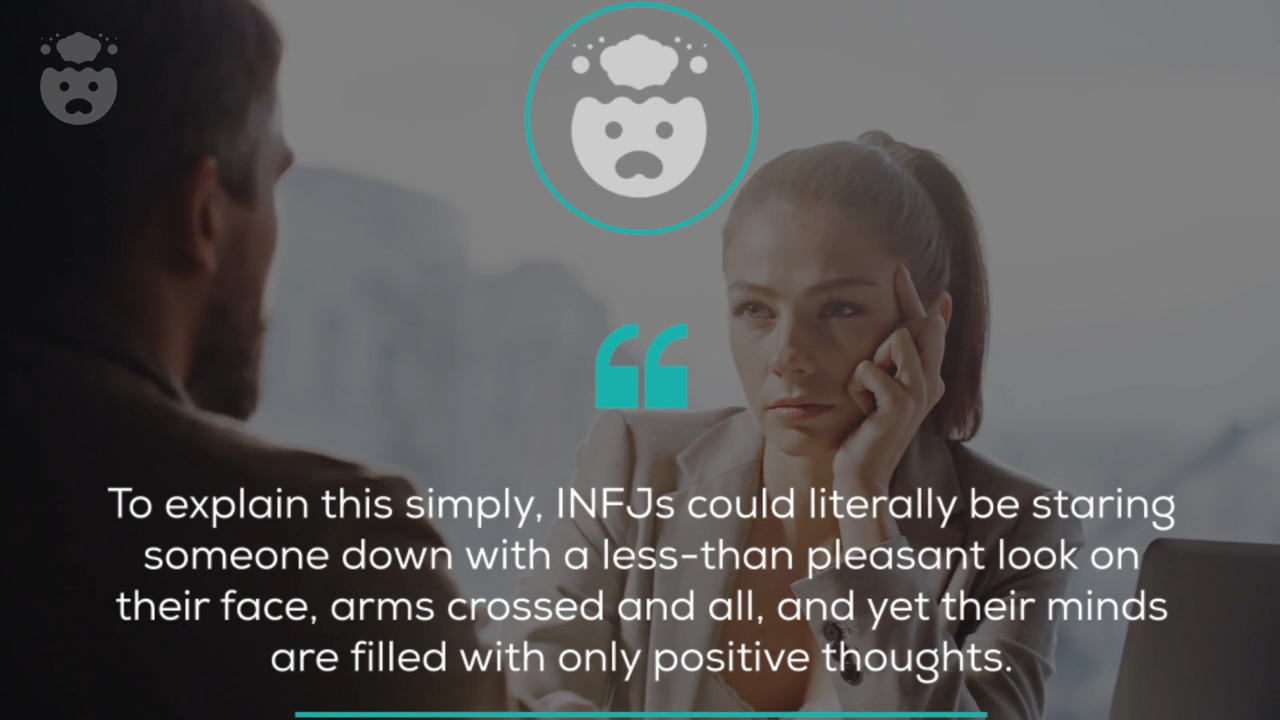 To explain this simply, INFJs could literally be staring
someone down with a less-than pleasant look on
their face, arms crossed and all, and yet their minds
are filled with only positive thoughts.